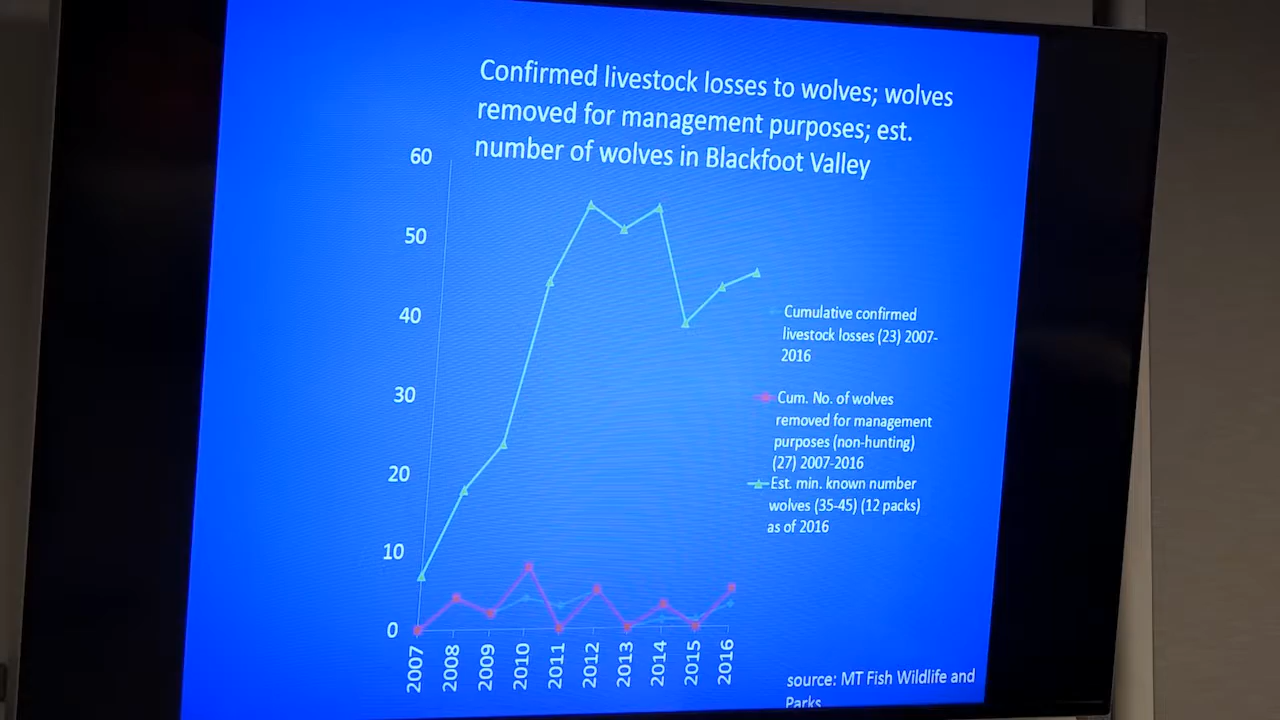 Confirmed livestock losses to wolves; wolves
removed for management purposes; est.
number of wolves in Blackfoot Valley
60
50
40
30
20
10
0
2007
2008
2009
2010
2011
2012
2013
2014
2015
2016
Cumulative confirmed
livestock losses (23) 2007-
2016
Cum. No. of wolves
removed for management
purposes (non-hunting)
(27) 2007-2016
Est. min. known number
wolves (35-45) (12 packs)
as of 2016
source: MT Fish Wildlife and
Parks